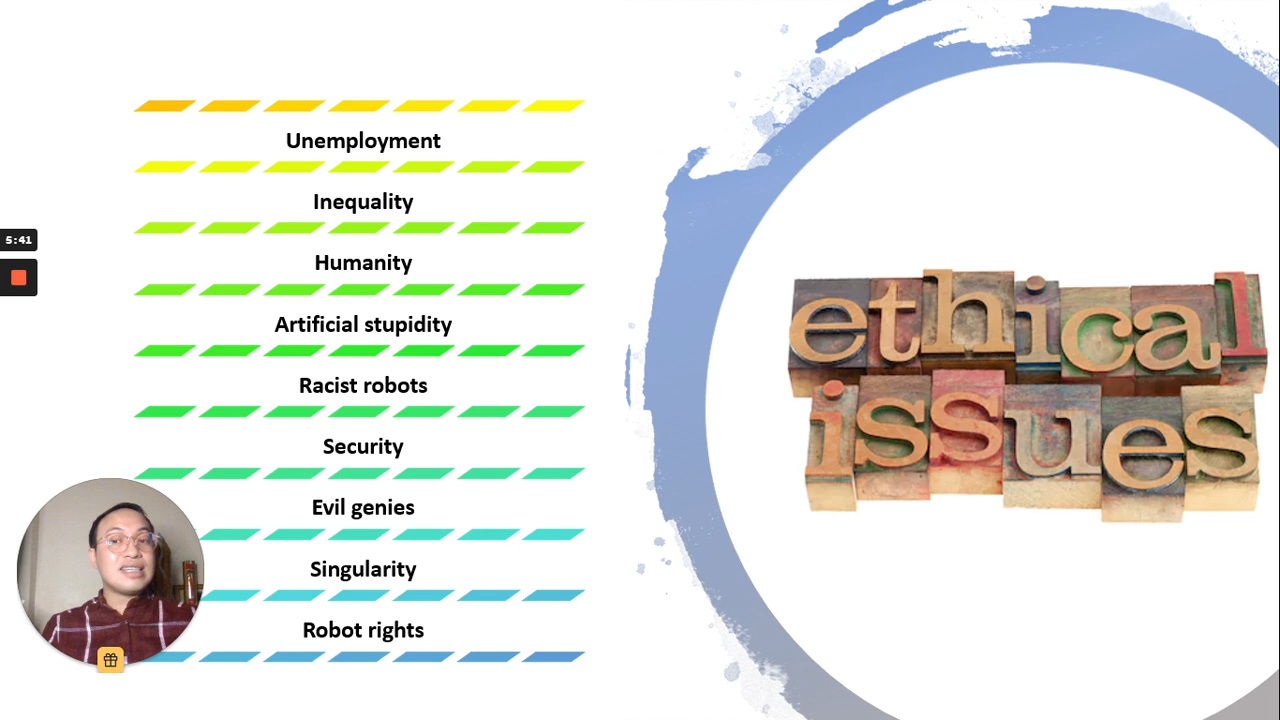 Unemployment
Inequality
Humanity
Artificial stupidity
Racist robots
Security
Evil genies
Singularity
Robot rights
5:41
ethical
issues